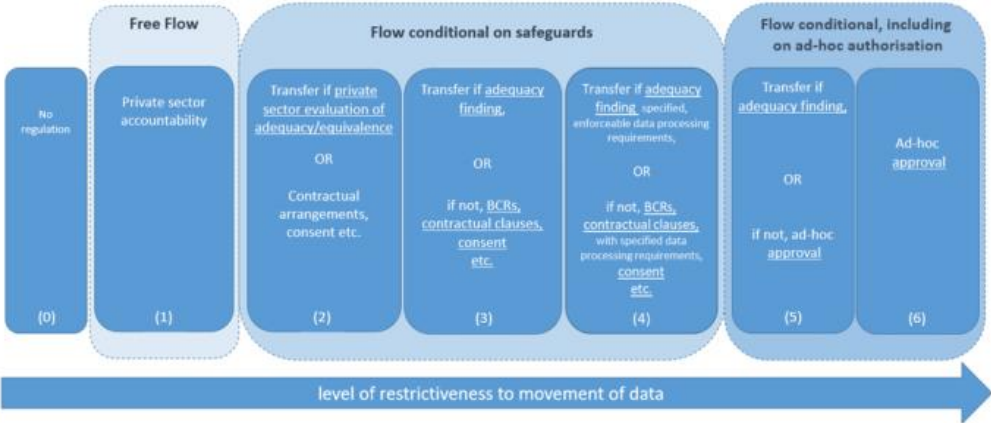 Free Flow
Flow conditional on safeguards
Flow conditional, including
on ad-hoc authorisation
No
regulation
(0)
Private sector
accountability
(1)
Transfer if private
sector evaluation of
adequacy/equivalence
OR
Contractual
arrangements,
consent etc.
(2)
Transfer if adequacy
finding,
OR
if not, BCRs,
contractual clauses,
consent
etc.
(3)
Transfer if adequacy
finding specified,
enforceable data processing
requirements,
OR
if not, BCRs,
contractual clauses,
with specified data
processing requirements,
consent
etc.
(4)
Transfer if
adequacy finding,
OR
if not, ad-hoc
approval
(5)
Ad-hoc
approval
(6)
level of restrictiveness to movement of data